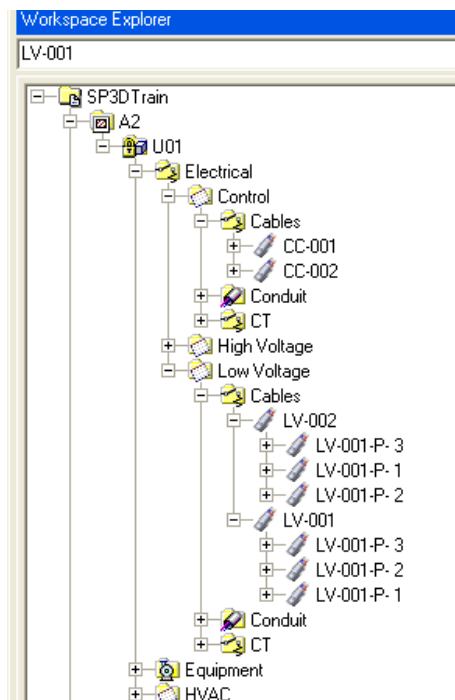 Workspace Explorer
LV-001
SP3DTrain
A2
U01
Electrical
Control
Cables
CC-001
CC-002
Conduit
CT
High Voltage
Low Voltage
Cables
LV-002
LV-001-P- 3
LV-001-P- 1
LV-001-P- 2
LV-001
LV-001-P- 3
LV-001-P- 2
LV-001-P- 1
Conduit
CT
Equipment
HVAC